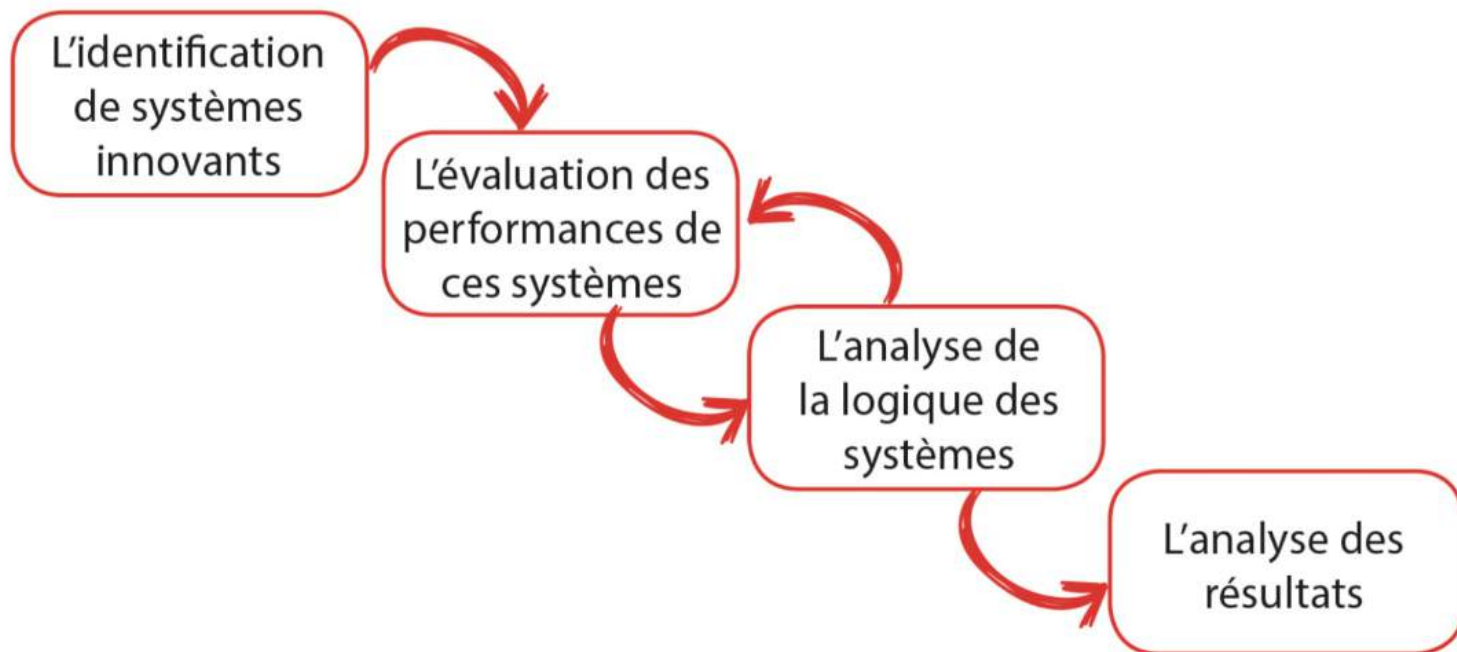 L’identification
de systèmes
innovants
L’évaluation des
performances de
ces systèmes
L’analyse de
la logique des
systèmes
L’analyse des
résultats